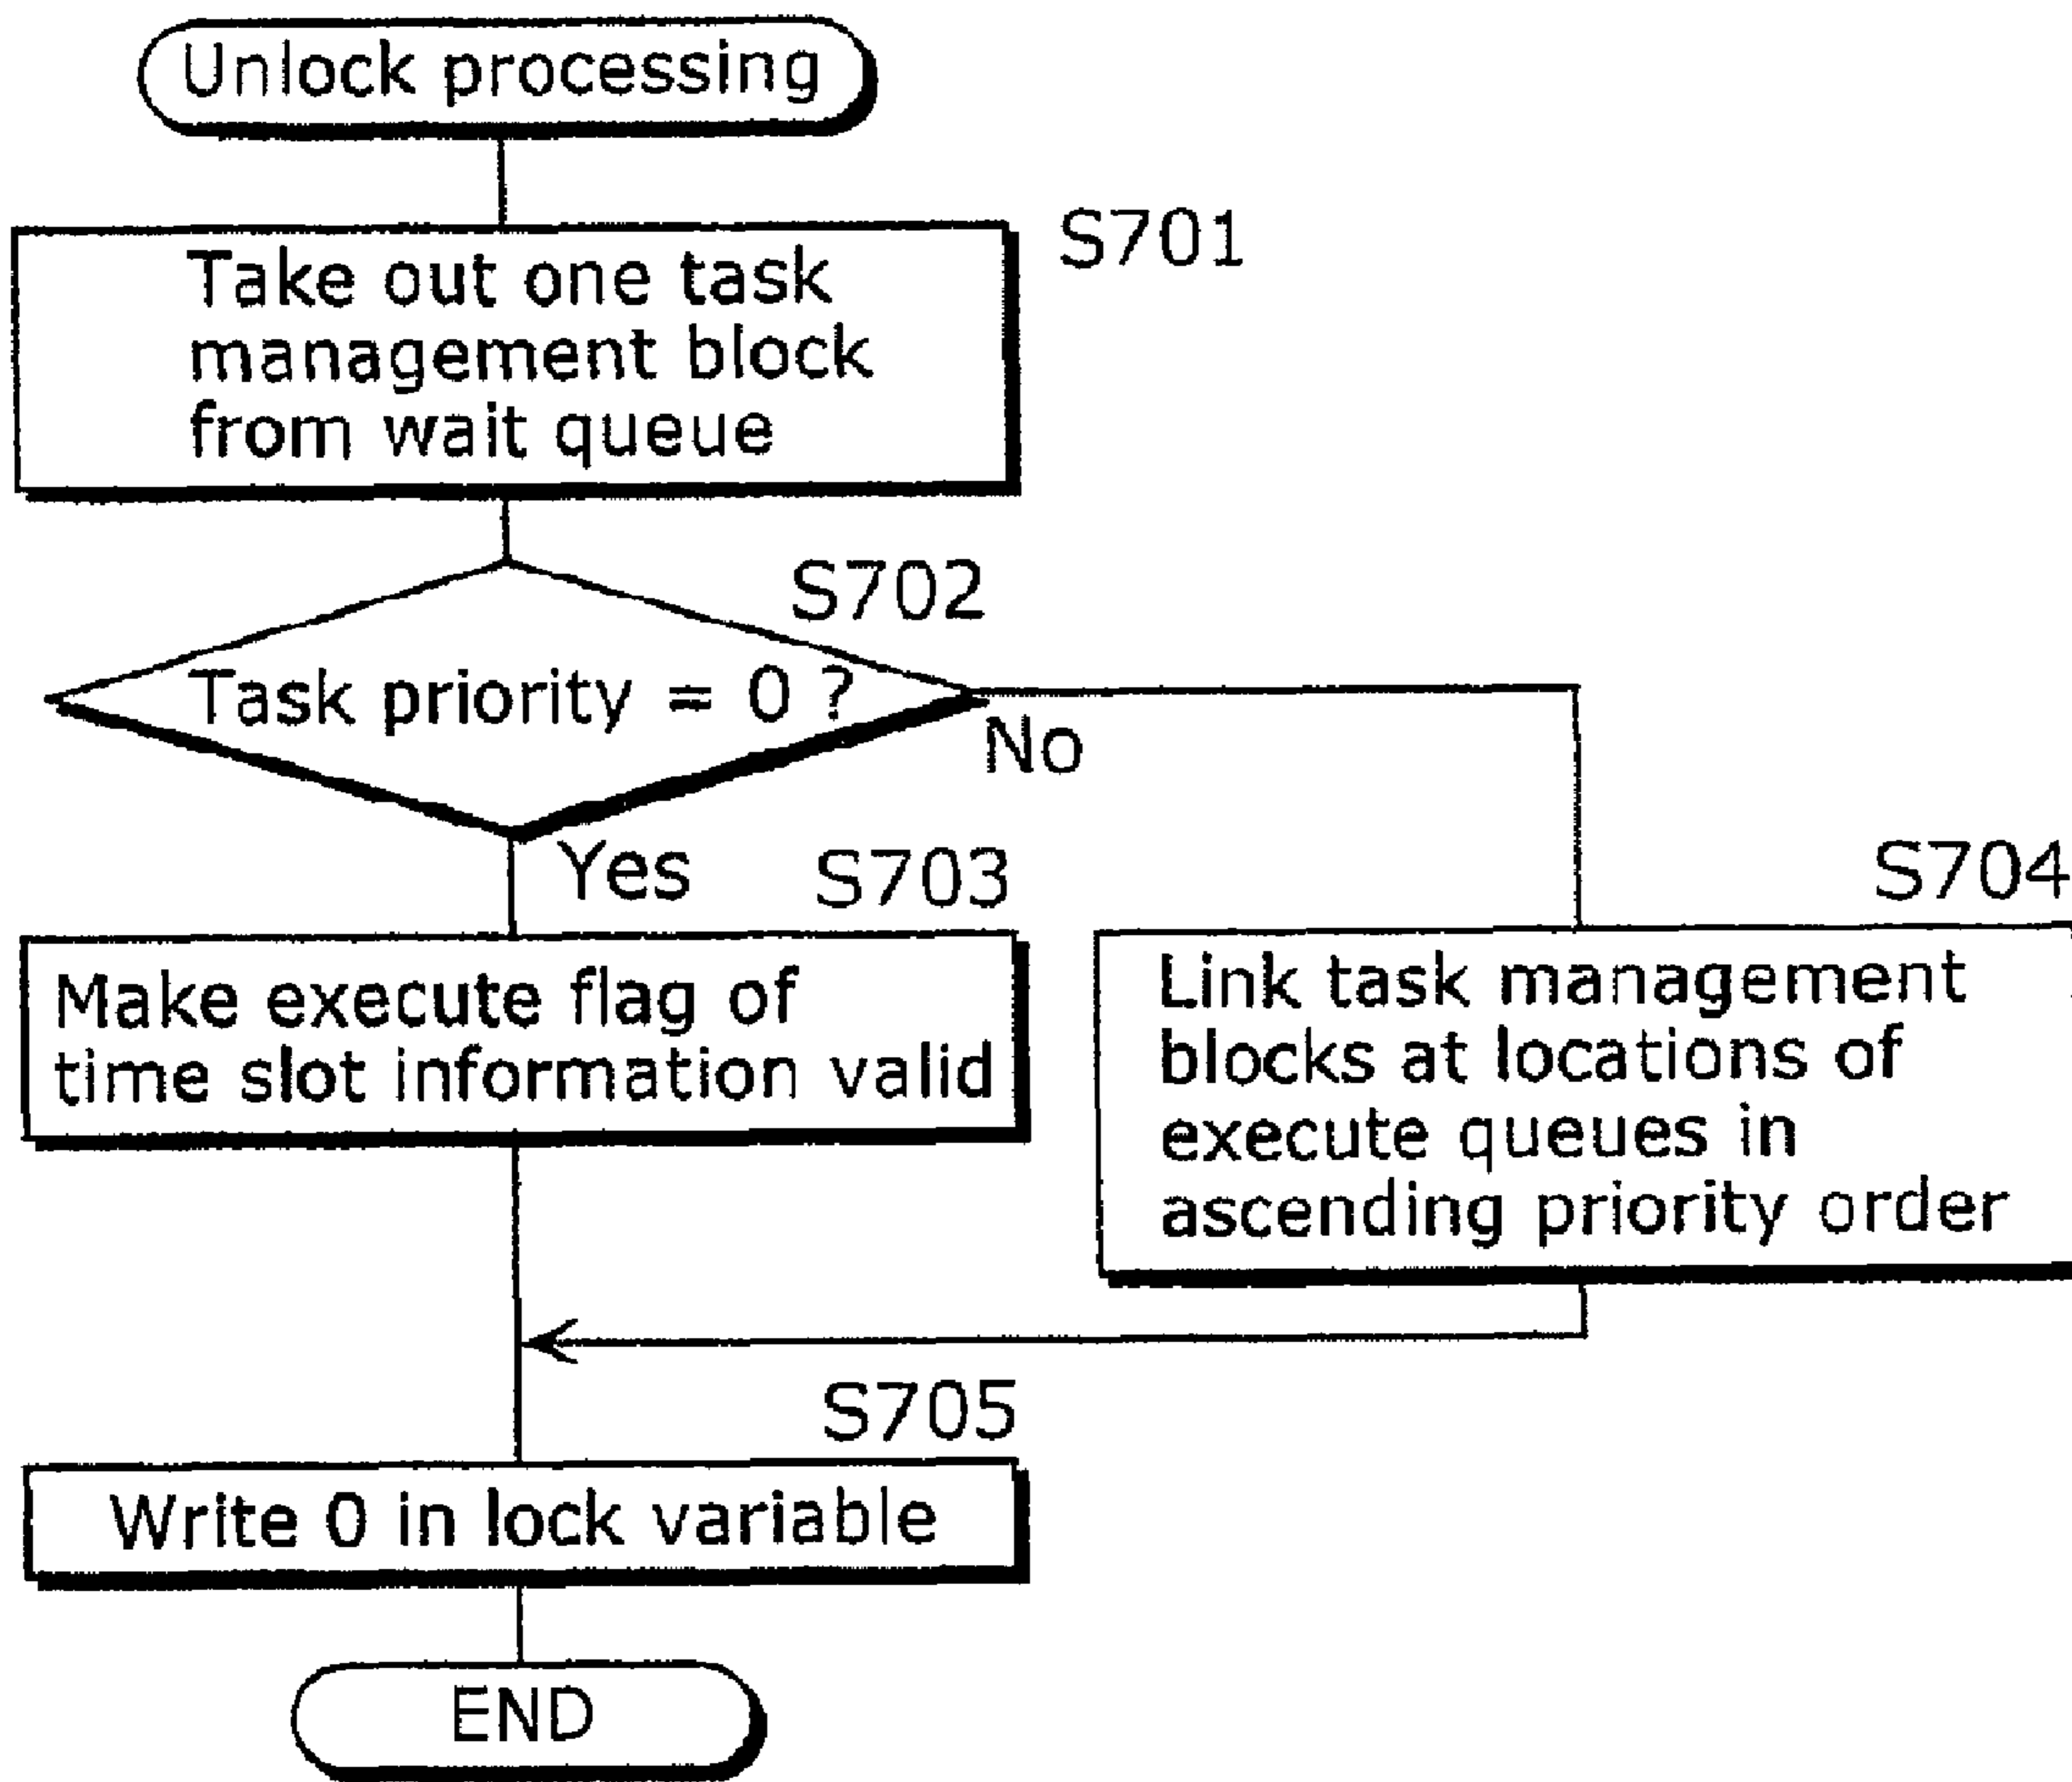 Unlock processing
S701
Take out one task
management block
from wait queue
S702
Task priority = 0 ?
No
Yes
S703
Make execute flag of
time slot information valid
S704
Link task management
blocks at locations of
execute queues in
ascending priority order
S705
Write 0 in lock variable
END